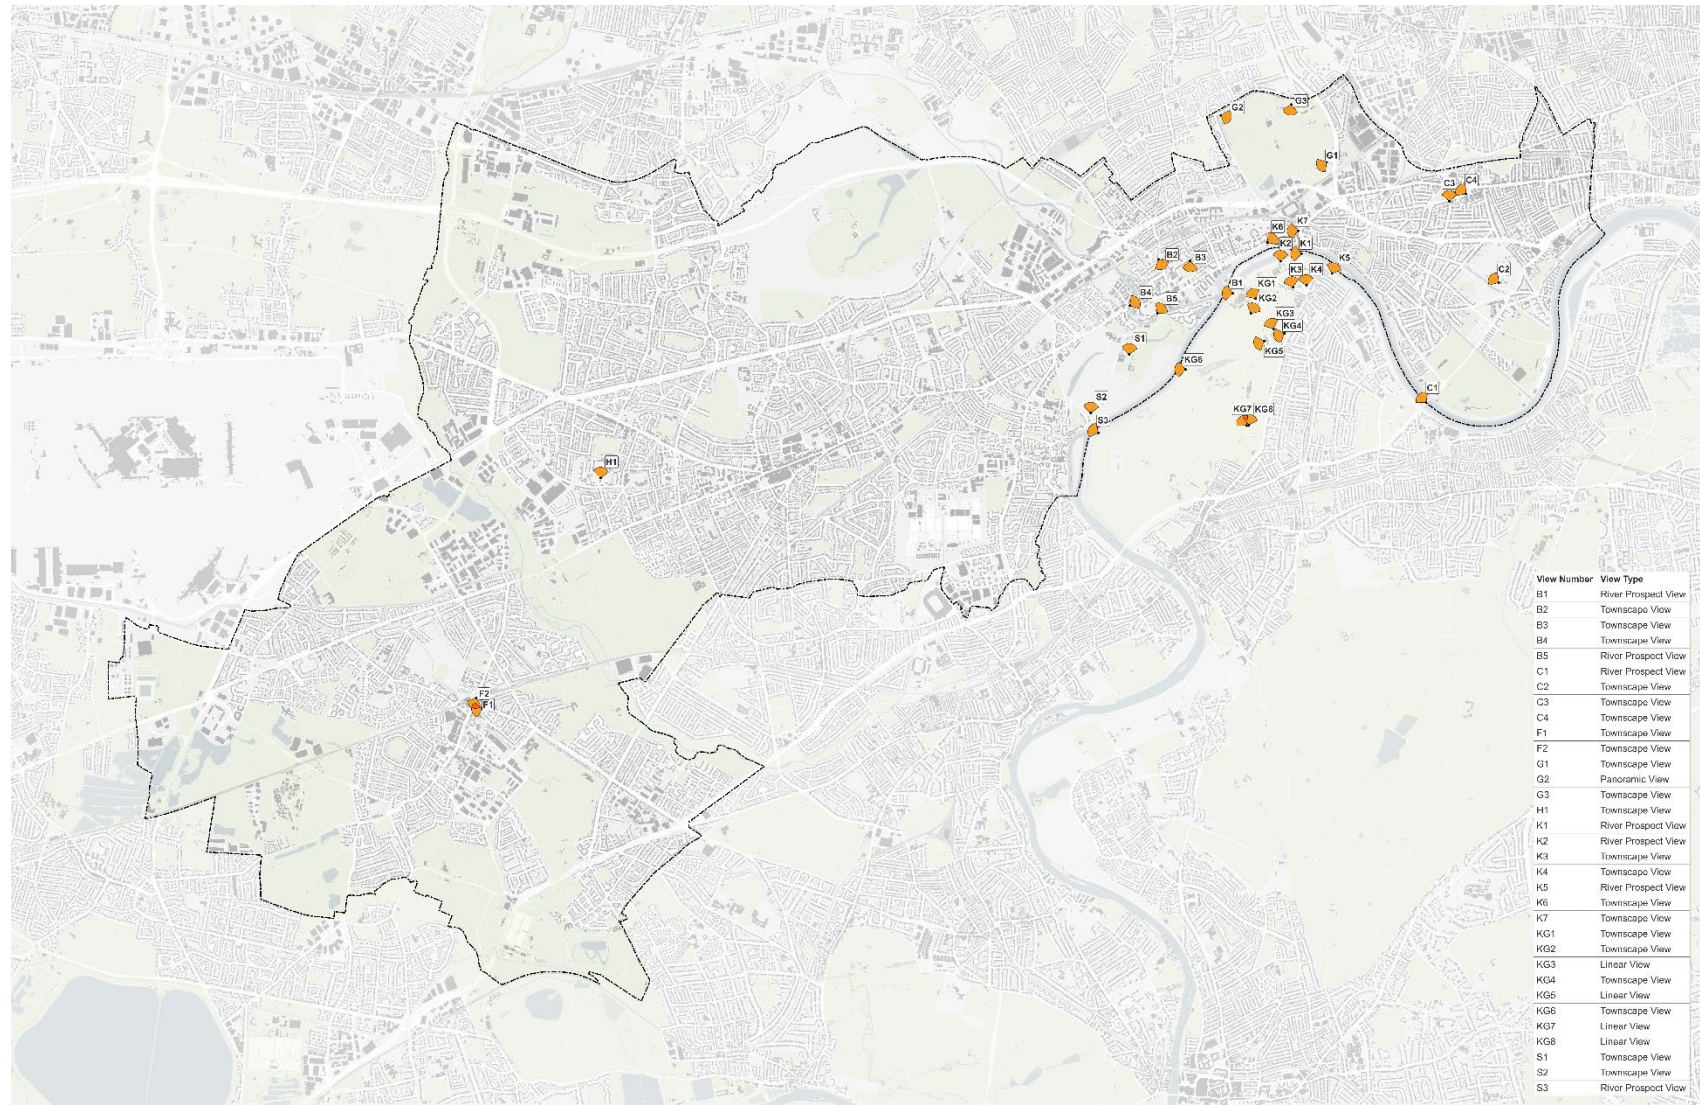 G2
G3
G1
C3
C4
K7
K6
K2
K1
K5
B2
B3
K3
K4
C2
B1
KG1
B4
B5
KG2
KG3
KG4
S1
KG5
KG6
C1
S2
KG7
KG8
S3
H1
F2
F1
View Number View Type
B1 River Prospect View
B2 Townscape View
B3 Townscape View
B4 Townscape View
B5 River Prospect View
C1 River Prospect View
C2 Townscape View
C3 Townscape View
C4 Townscape View
F1 Townscape View
F2 Townscape View
G1 Townscape View
G2 Panoramic View
G3 Townscape View
H1 Townscape View
K1 River Prospect View
K2 River Prospect View
K3 Townscape View
K4 Townscape View
K5 River Prospect View
K6 Townscape View
K7 Townscape View
KG1 Townscape View
KG2 Townscape View
KG3 Linear View
KG4 Townscape View
KG5 Linear View
KG6 Townscape View
KG7 Linear View
KG8 Linear View
S1 Townscape View
S2 Townscape View
S3 River Prospect View